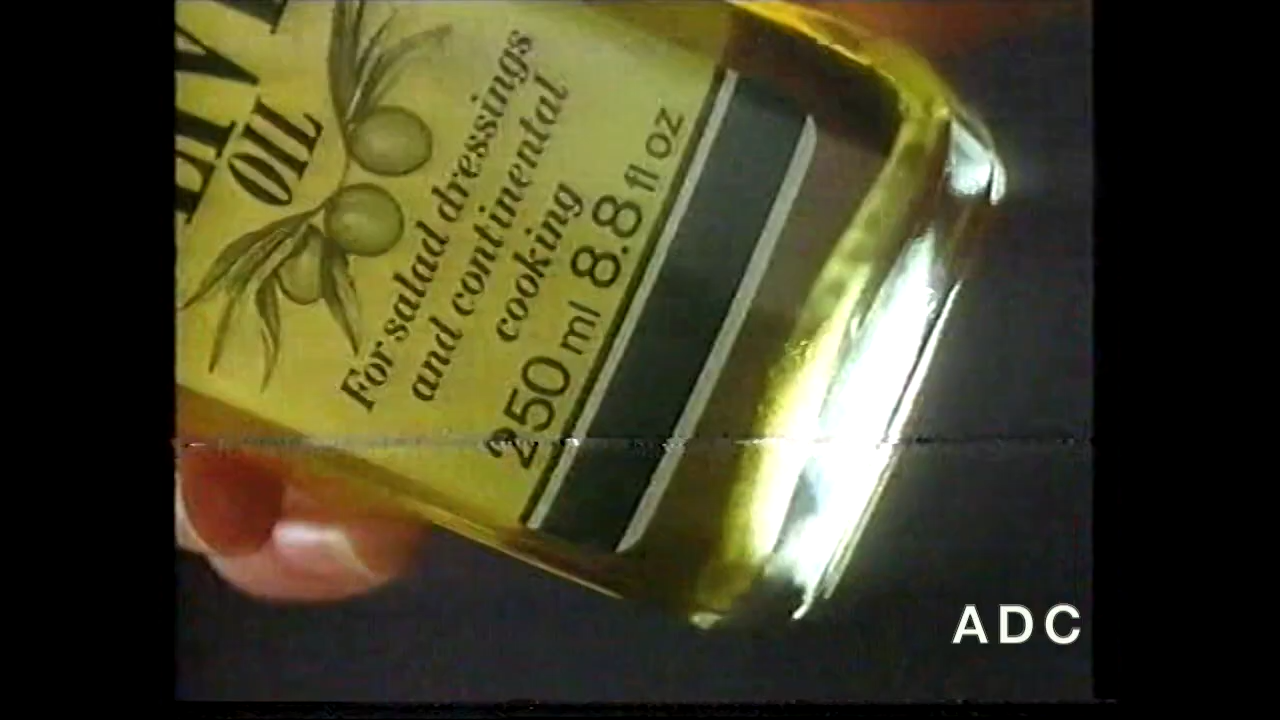 OIL
For salad dressings
and continental
cooking
250 ml 8.8 fl oz
ADC